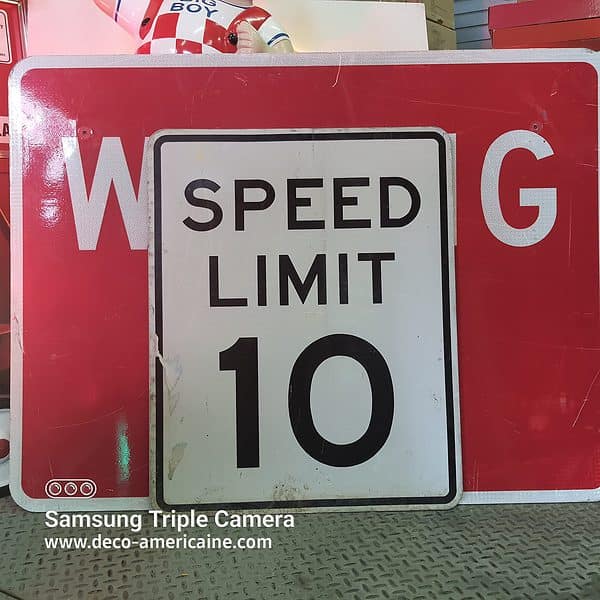 BOY
W G
SPEED
LIMIT
10
Samsung Triple Camera
www.deco-americaine.com